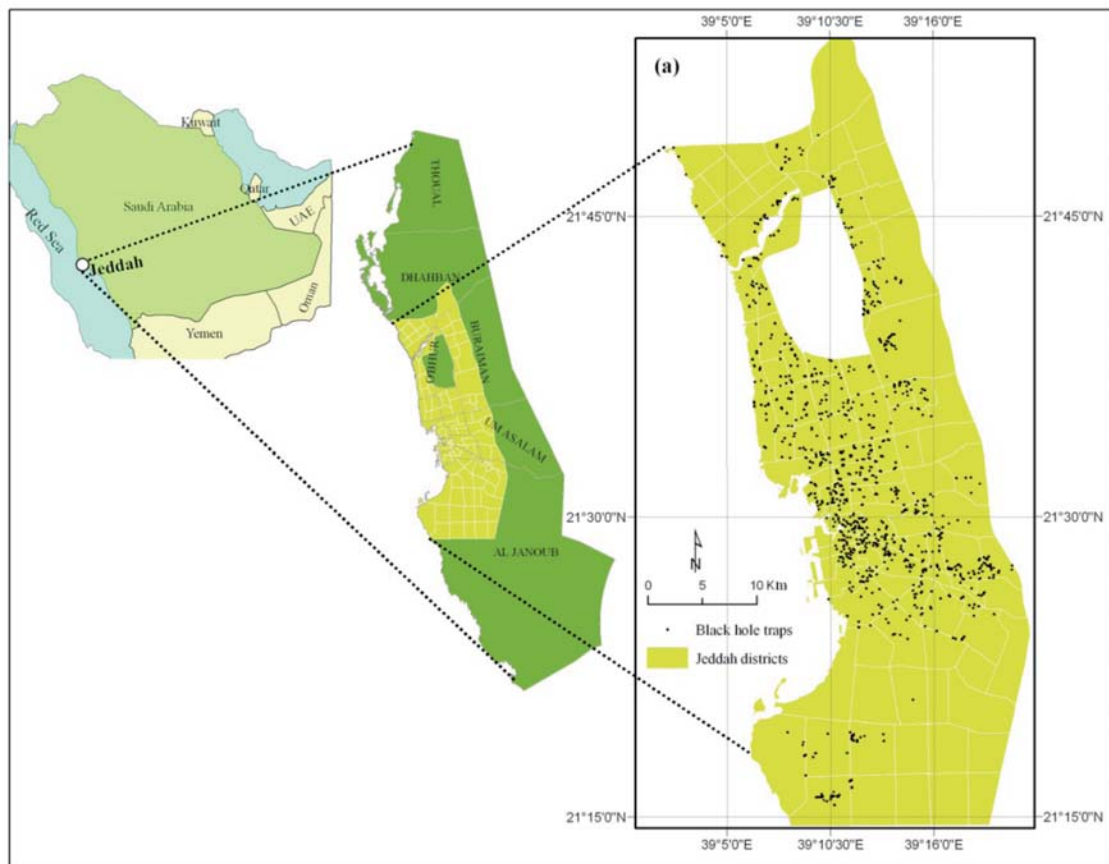 39°5'0"E
39°10'30"E
39°16'0"E
(a)
Kuwait
Qatar
UAE
Saudi Arabia
Red Sea
Jeddah
Oman
Yemen
THOUAL
DHAHBAN
BURAIMAN
OBHUR
UM ASALAM
AL JANOUB
21°45'0"N
21°45'0"N
21°30'0"N
21°30'0"N
N
0 5 10 Km
Black hole traps
Jeddah districts
21°15'0"N
21°15'0"N
39°5'0"E
39°10'30"E
39°16'0"E